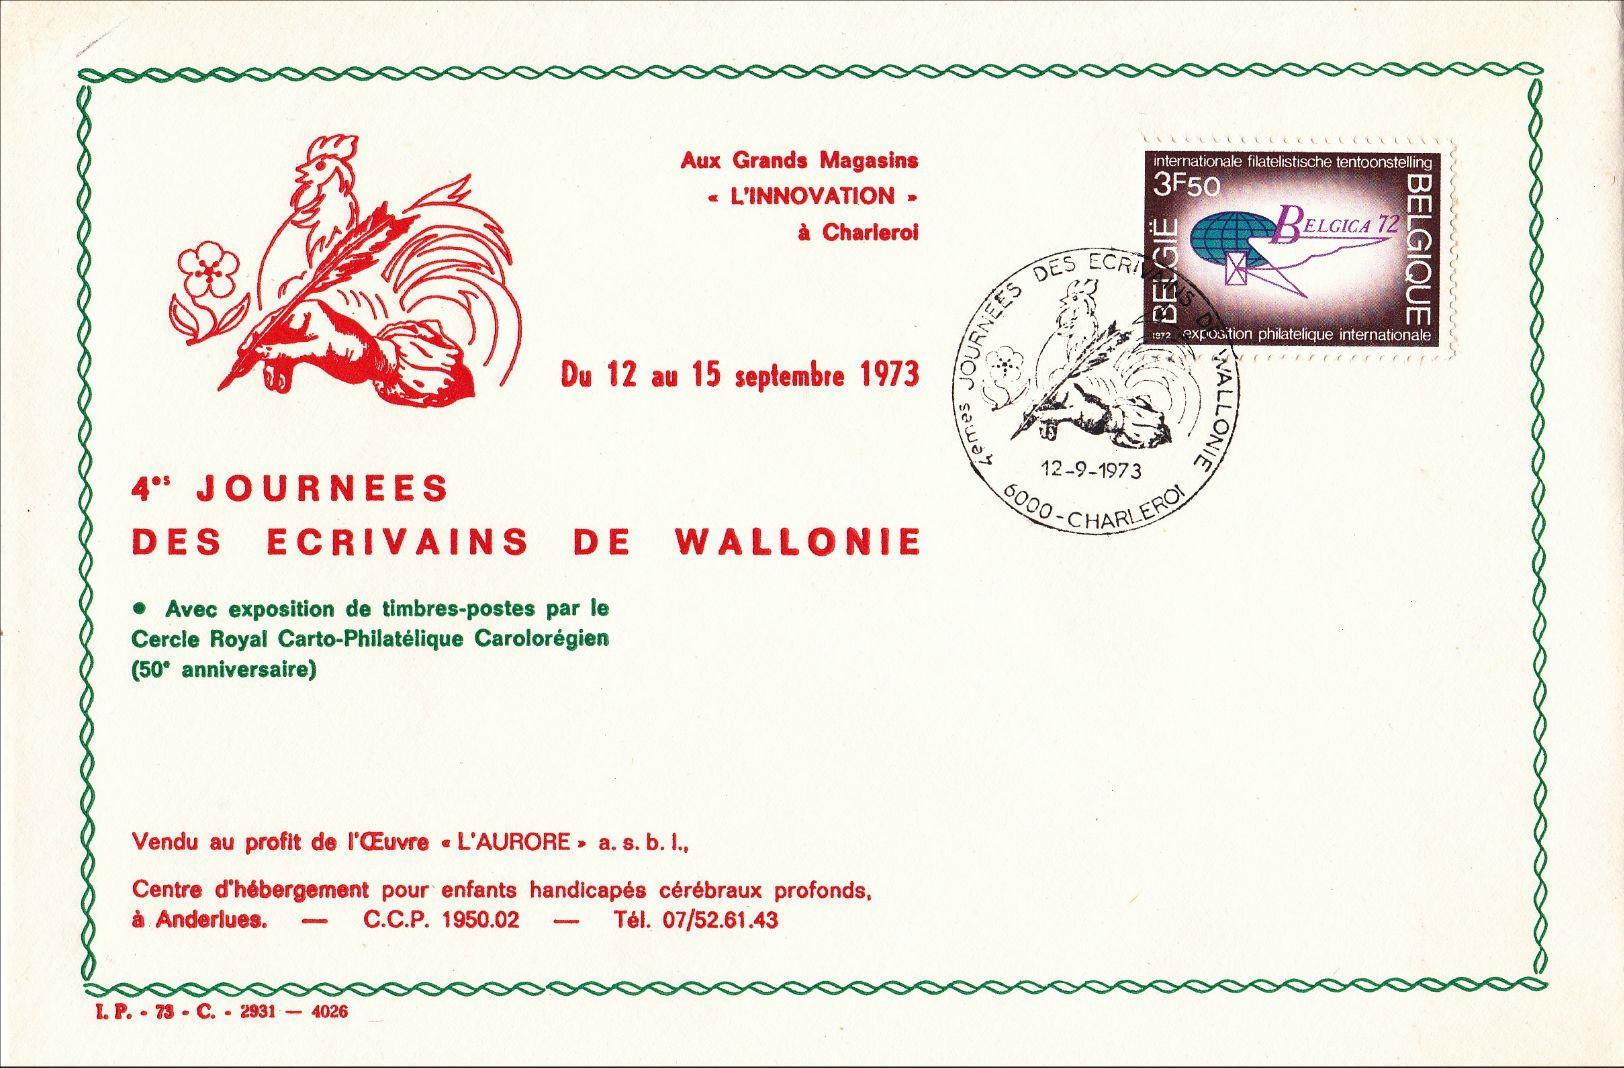 Aux Grands Magasins
« L'INNOVATION »
à Charleroi
Du 12 au 15 septembre 1973
4es JOURNEES
DES ECRIVAINS DE WALLONIE
• Avec exposition de timbres-postes par le
Cercle Royal Carto-Philatélique Carolorégien
(50e anniversaire)
Vendu au profit de l'Œuvre « L'AURORE » a. s. b. l.,
Centre d'hébergement pour enfants handicapés cérébraux profonds,
à Anderlues. — C.C.P. 1950.02 — Tél. 07/52.61.43
I. P. - 73 - C. - 2931 — 4026
internationale filatelistische tentoonstelling
3F50
BELGICA 72
BELGIË
BELGIQUE
1972 exposition philatelique internationale
4emes JOURNEES DES ECRIVAINS DE WALLONIE
12-9-1973
6000-CHARLEROI